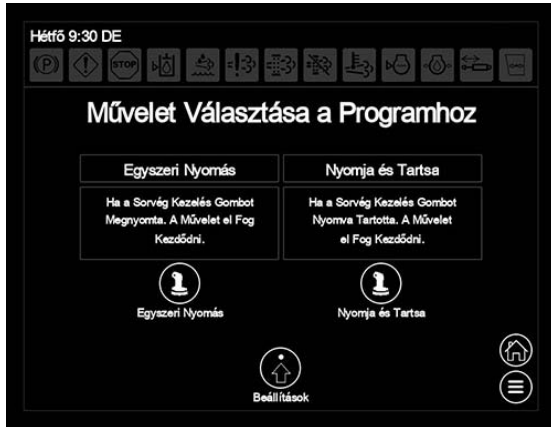 Hétfő 9:30 DE
STOP
Művelet Választása a Programhoz
Egyszeri Nyomás
Nyomja és Tartsa
Ha a Sorvég Kezelés Gombot
Megnyomta. A Művelet el Fog
Kezdődni.
Ha a Sorvég Kezelés Gombot
Nyomva Tartotta. A Művelet
el Fog Kezdődni.
Egyszeri Nyomás
Nyomja és Tartsa
Beállítások